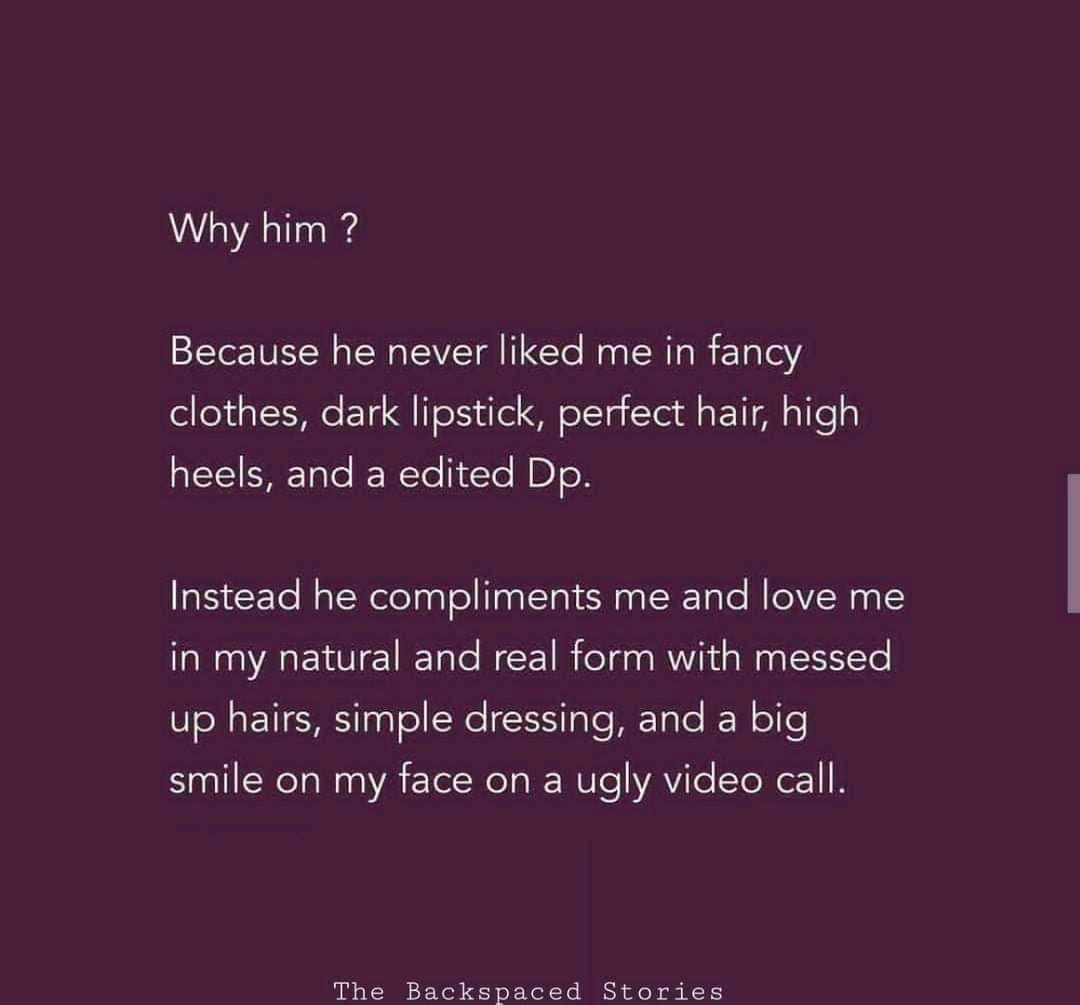 Why him ?
Because he never liked me in fancy
clothes, dark lipstick, perfect hair, high
heels, and a edited Dp.
Instead he compliments me and love me
in my natural and real form with messed
up hairs, simple dressing, and a big
smile on my face on a ugly video call.
The Backspaced Stories